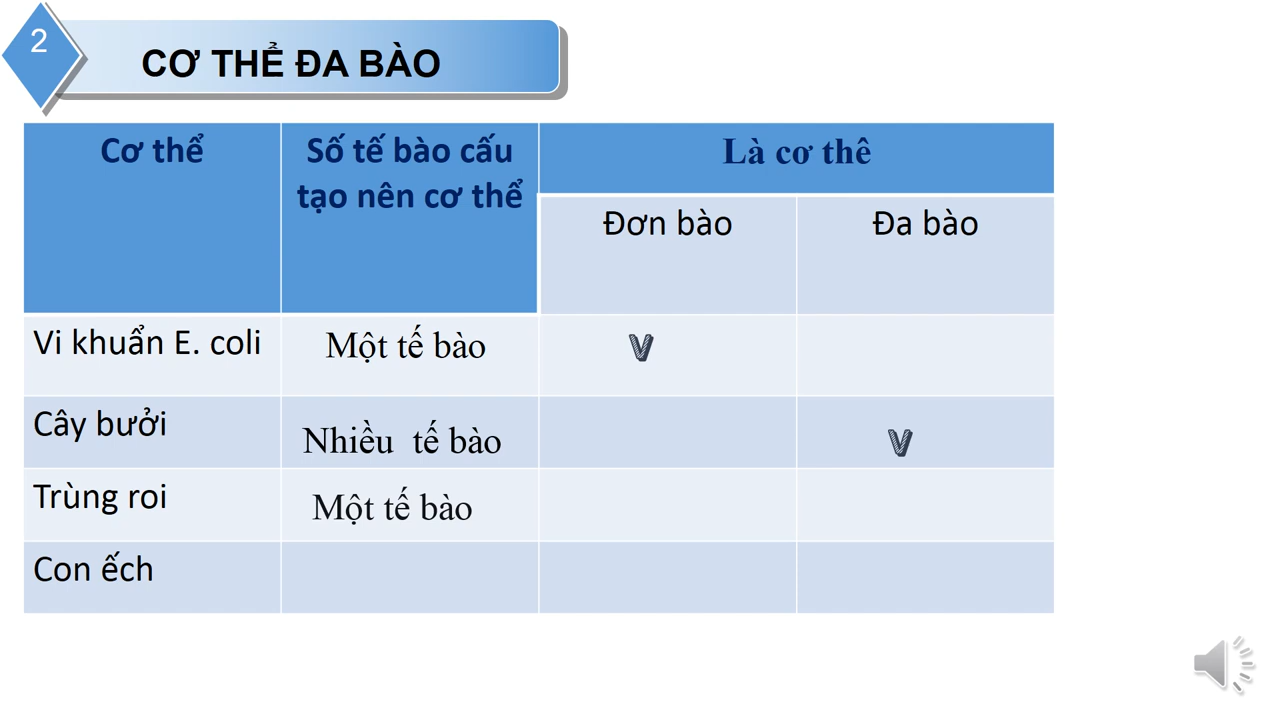 2
CƠ THỂ ĐA BÀO
Cơ thể
Số tế bào cấu
tạo nên cơ thể
Là cơ thê
Đơn bào
Đa bào
Vi khuẩn E. coli
Một tế bào
V
Cây bưởi
Nhiều tế bào
V
Trùng roi
Một tế bào
Con ếch